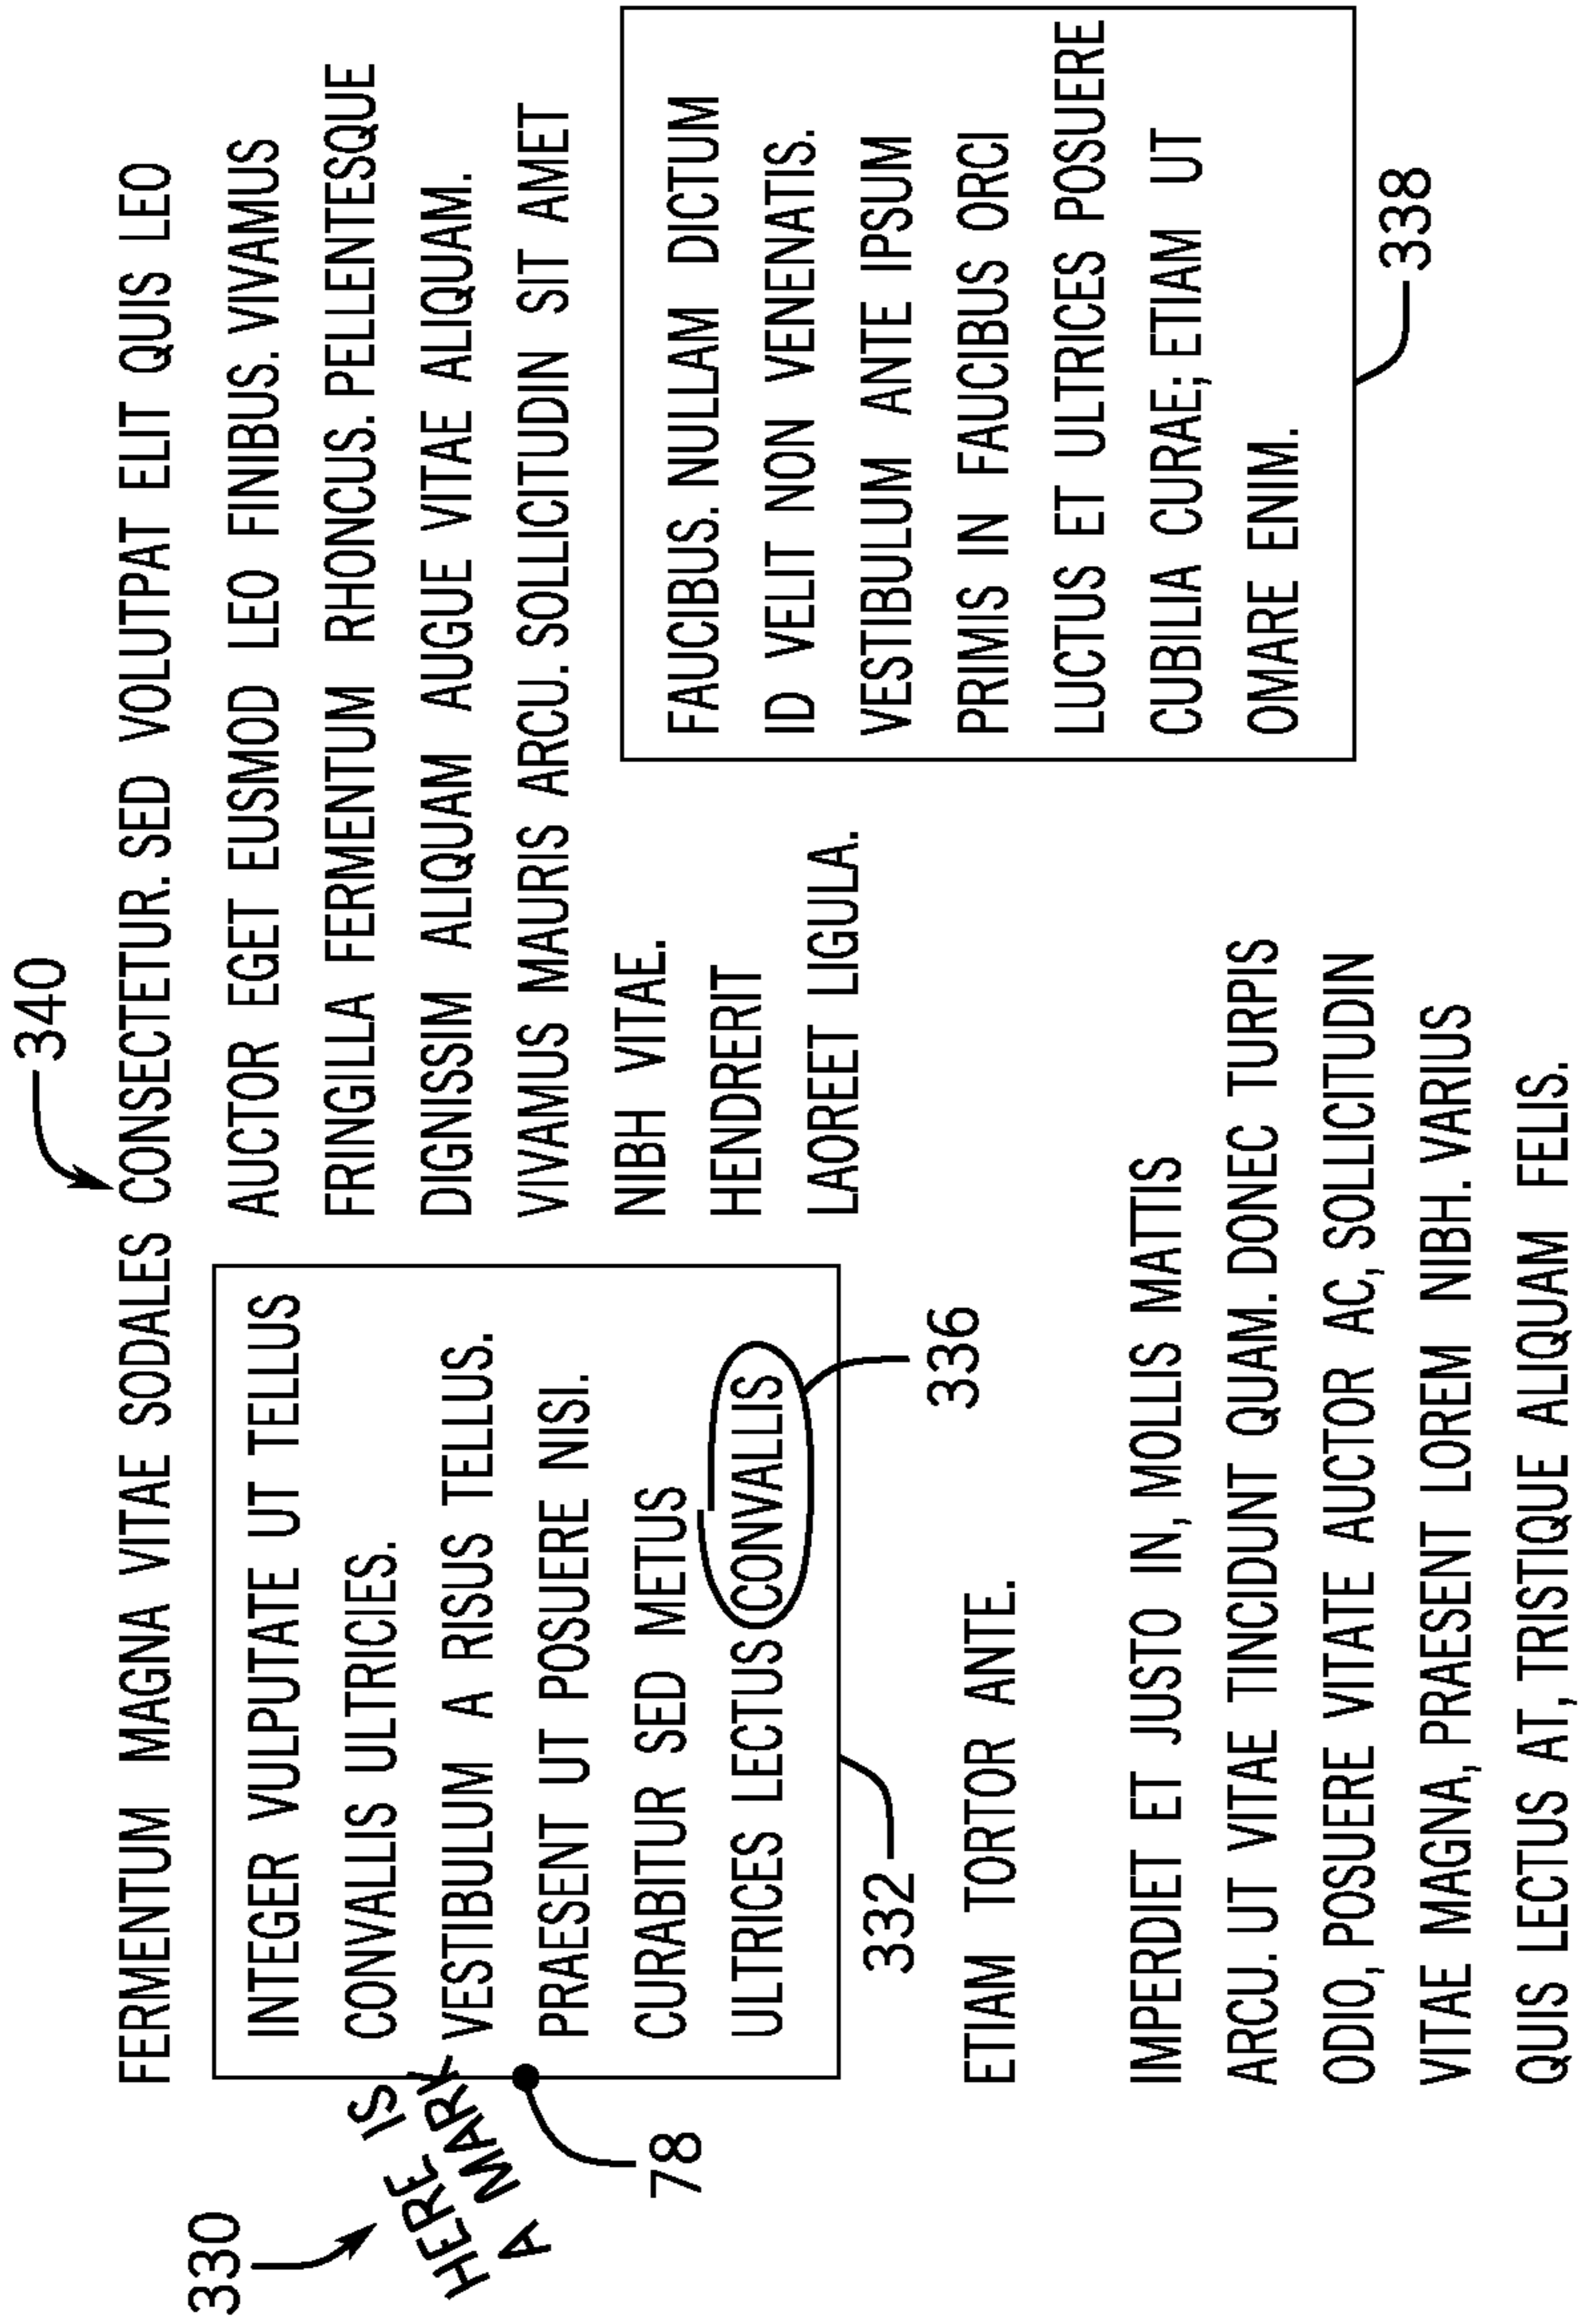 340
FERMENTUM MAGNA VITAE SODALES CONSECTETUR. SED VOLUTPAT ELIT QUIS LEO
330
HERE IS
A MARK
78
INTEGER VULPUTATE UT TELLUS
CONVALLIS ULTRICIES.
VESTIBULUM A RISUS TELLUS.
PRAESENT UT POSUERE NISI.
CURABITUR SED METUS
ULTRICES LECTUS CONVALLIS
332
336
AUCTOR EGET EUSMOD LEO FINIBUS. VIVAMUS
FRINGILLA FERMENTUM RHONCUS. PELLENTESQUE
DIGNISSIM ALIQUAM AUGUE VITAE ALIQUAM.
VIVAMUS MAURIS ARCU. SOLLICITUDIN SIT AMET
NIBH VITAE.
HENDRERIT
LAOREET LIGULA.
FAUCIBUS. NULLAM DICTUM
ID VELIT NON VENENATIS.
VESTIBULUM ANTE IPSUM
PRIMIS IN FAUCIBUS ORCI
LUCTUS ET ULTRICES POSUERE
CUBILIA CURAE; ETIAM UT
OMARE ENIM.
338
ETIAM TORTOR ANTE.
IMPERDIET ET JUSTO IN, MOLLIS MATTIS
ARCU. UT VITAE TINCIDUNT QUAM. DONEC TURPIS
ODIO, POSUERE VITATE AUCTOR AC, SOLLICITUDIN
VITAE MAGNA, PRAESENT LOREM NIBH. VARIUS
QUIS LECTUS AT, TRISTIQUE ALIQUAM FELIS.